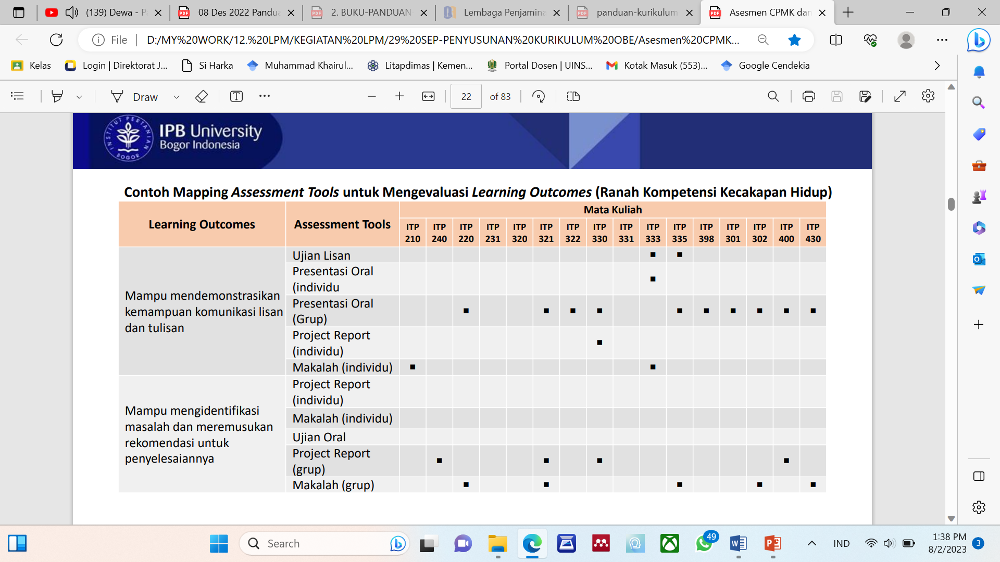 (139) Dewa - P
08 Des 2022 Pandu
2. BUKU-PANDUAN
Lembaga Penjamina
panduan-kurikulum
Asesmen CPMK dan
File
D:/MY%20WORK/12.%20LPM/KEGIATAN%20LPM/29%20SEP-PENYUSUNAN%20KURIKULUM%20OBE/Asesmen%20CPMK...
Kelas
Login | Direktorat J...
Si Harka
Muhammad Khairul...
Litapdimas | Kemen...
Portal Dosen | UINS...
Kotak Masuk (553)...
Google Cendekia
Draw
22 of 83
INSTITUT PERTANIAN
BOGOR
IPB University
Bogor Indonesia
Contoh Mapping Assessment Tools untuk Mengevaluasi Learning Outcomes (Ranah Kompetensi Kecakapan Hidup)
Learning Outcomes
Assessment Tools
Mata Kuliah
ITP ITP ITP ITP ITP ITP ITP ITP ITP ITP ITP ITP ITP ITP ITP ITP
210 240 220 231 320 321 322 330 331 333 335 398 301 302 400 430
Mampu mendemonstrasikan
kemampuan komunikasi lisan
dan tulisan
Ujian Lisan
Presentasi Oral
(individu
Presentasi Oral
(Grup)
Project Report
(individu)
Makalah (individu)
Mampu mengidentifikasi
masalah dan meremusukan
rekomendasi untuk
penyelesaiannya
Project Report
(individu)
Makalah (individu)
Ujian Oral
Project Report
(grup)
Makalah (grup)
Search
49
IND
1:38 PM
8/2/2023
3